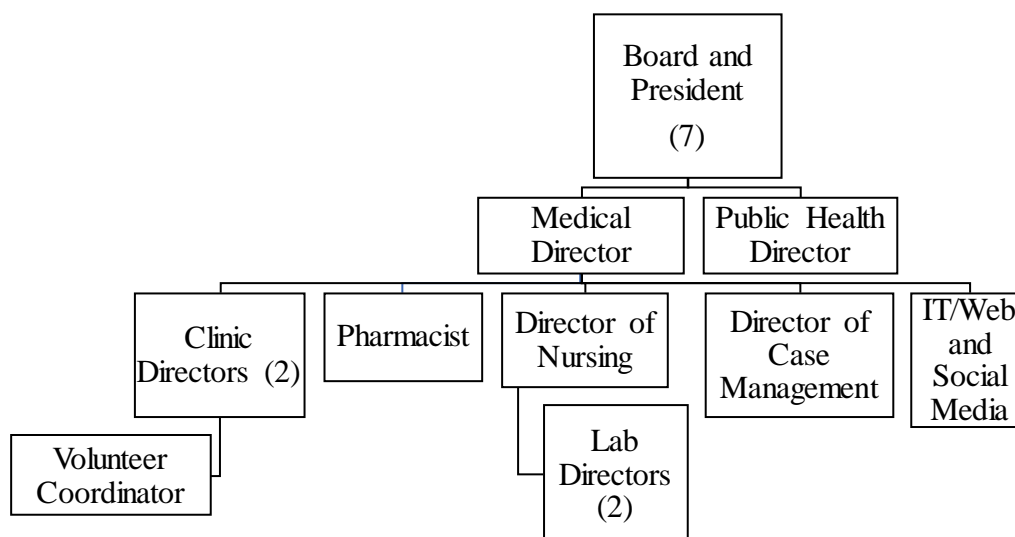 Board and
President
(7)
Medical
Director
Public Health
Director
Clinic
Directors (2)
Pharmacist
Director of
Nursing
Director of
Case
Management
IT/Web
and
Social
Media
Volunteer
Coordinator
Lab
Directors
(2)